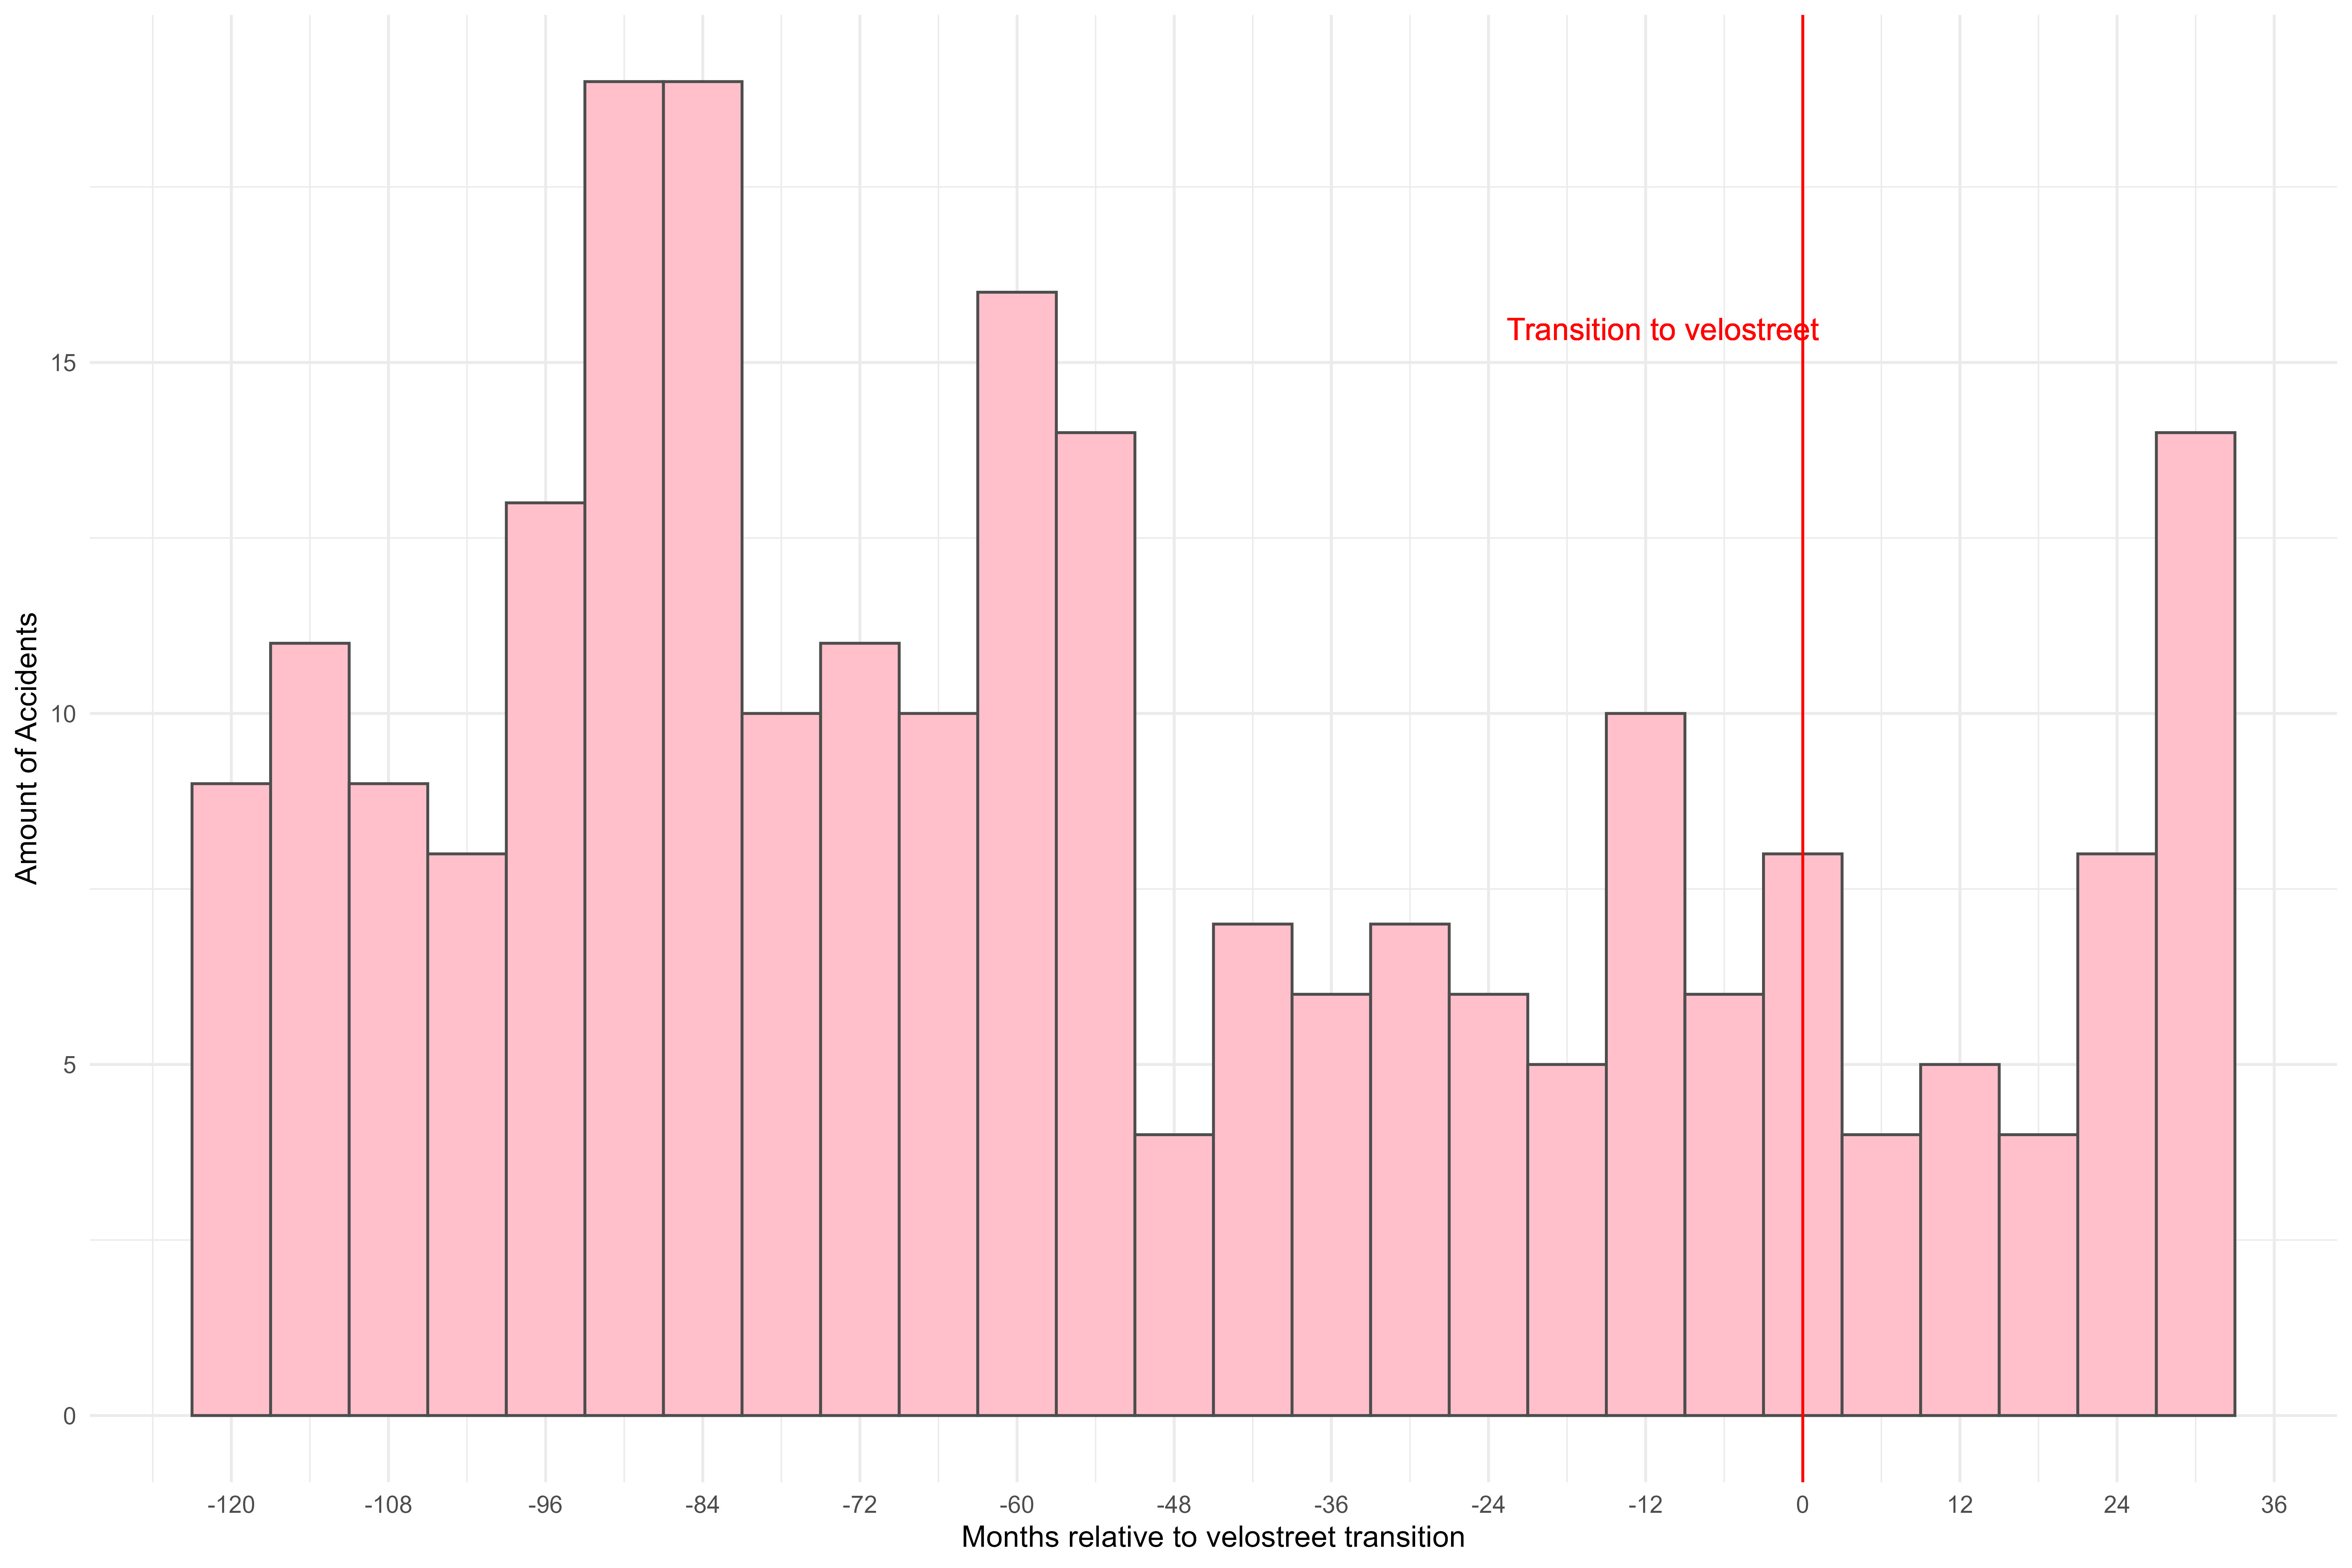 Transition to velostreet
Amount of Accidents
15
10
5
0
-120 -108 -96 -84 -72 -60 -48 -36 -24 -12 0 12 24 36
Months relative to velostreet transition